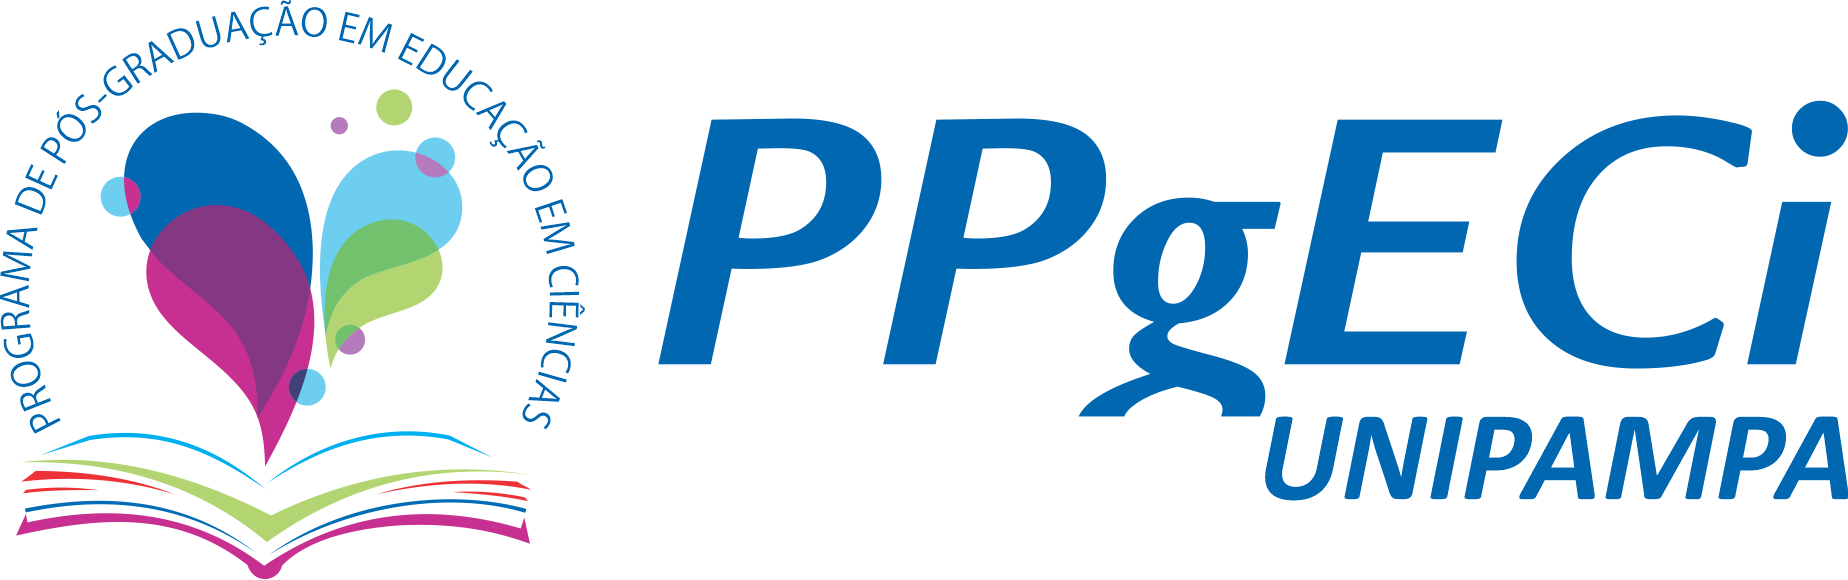 PROGRAMA DE PÓS-GRADUAÇÃO EM EDUCAÇÃO EM CIÊNCIAS
PPgECi
UNIPAMPA